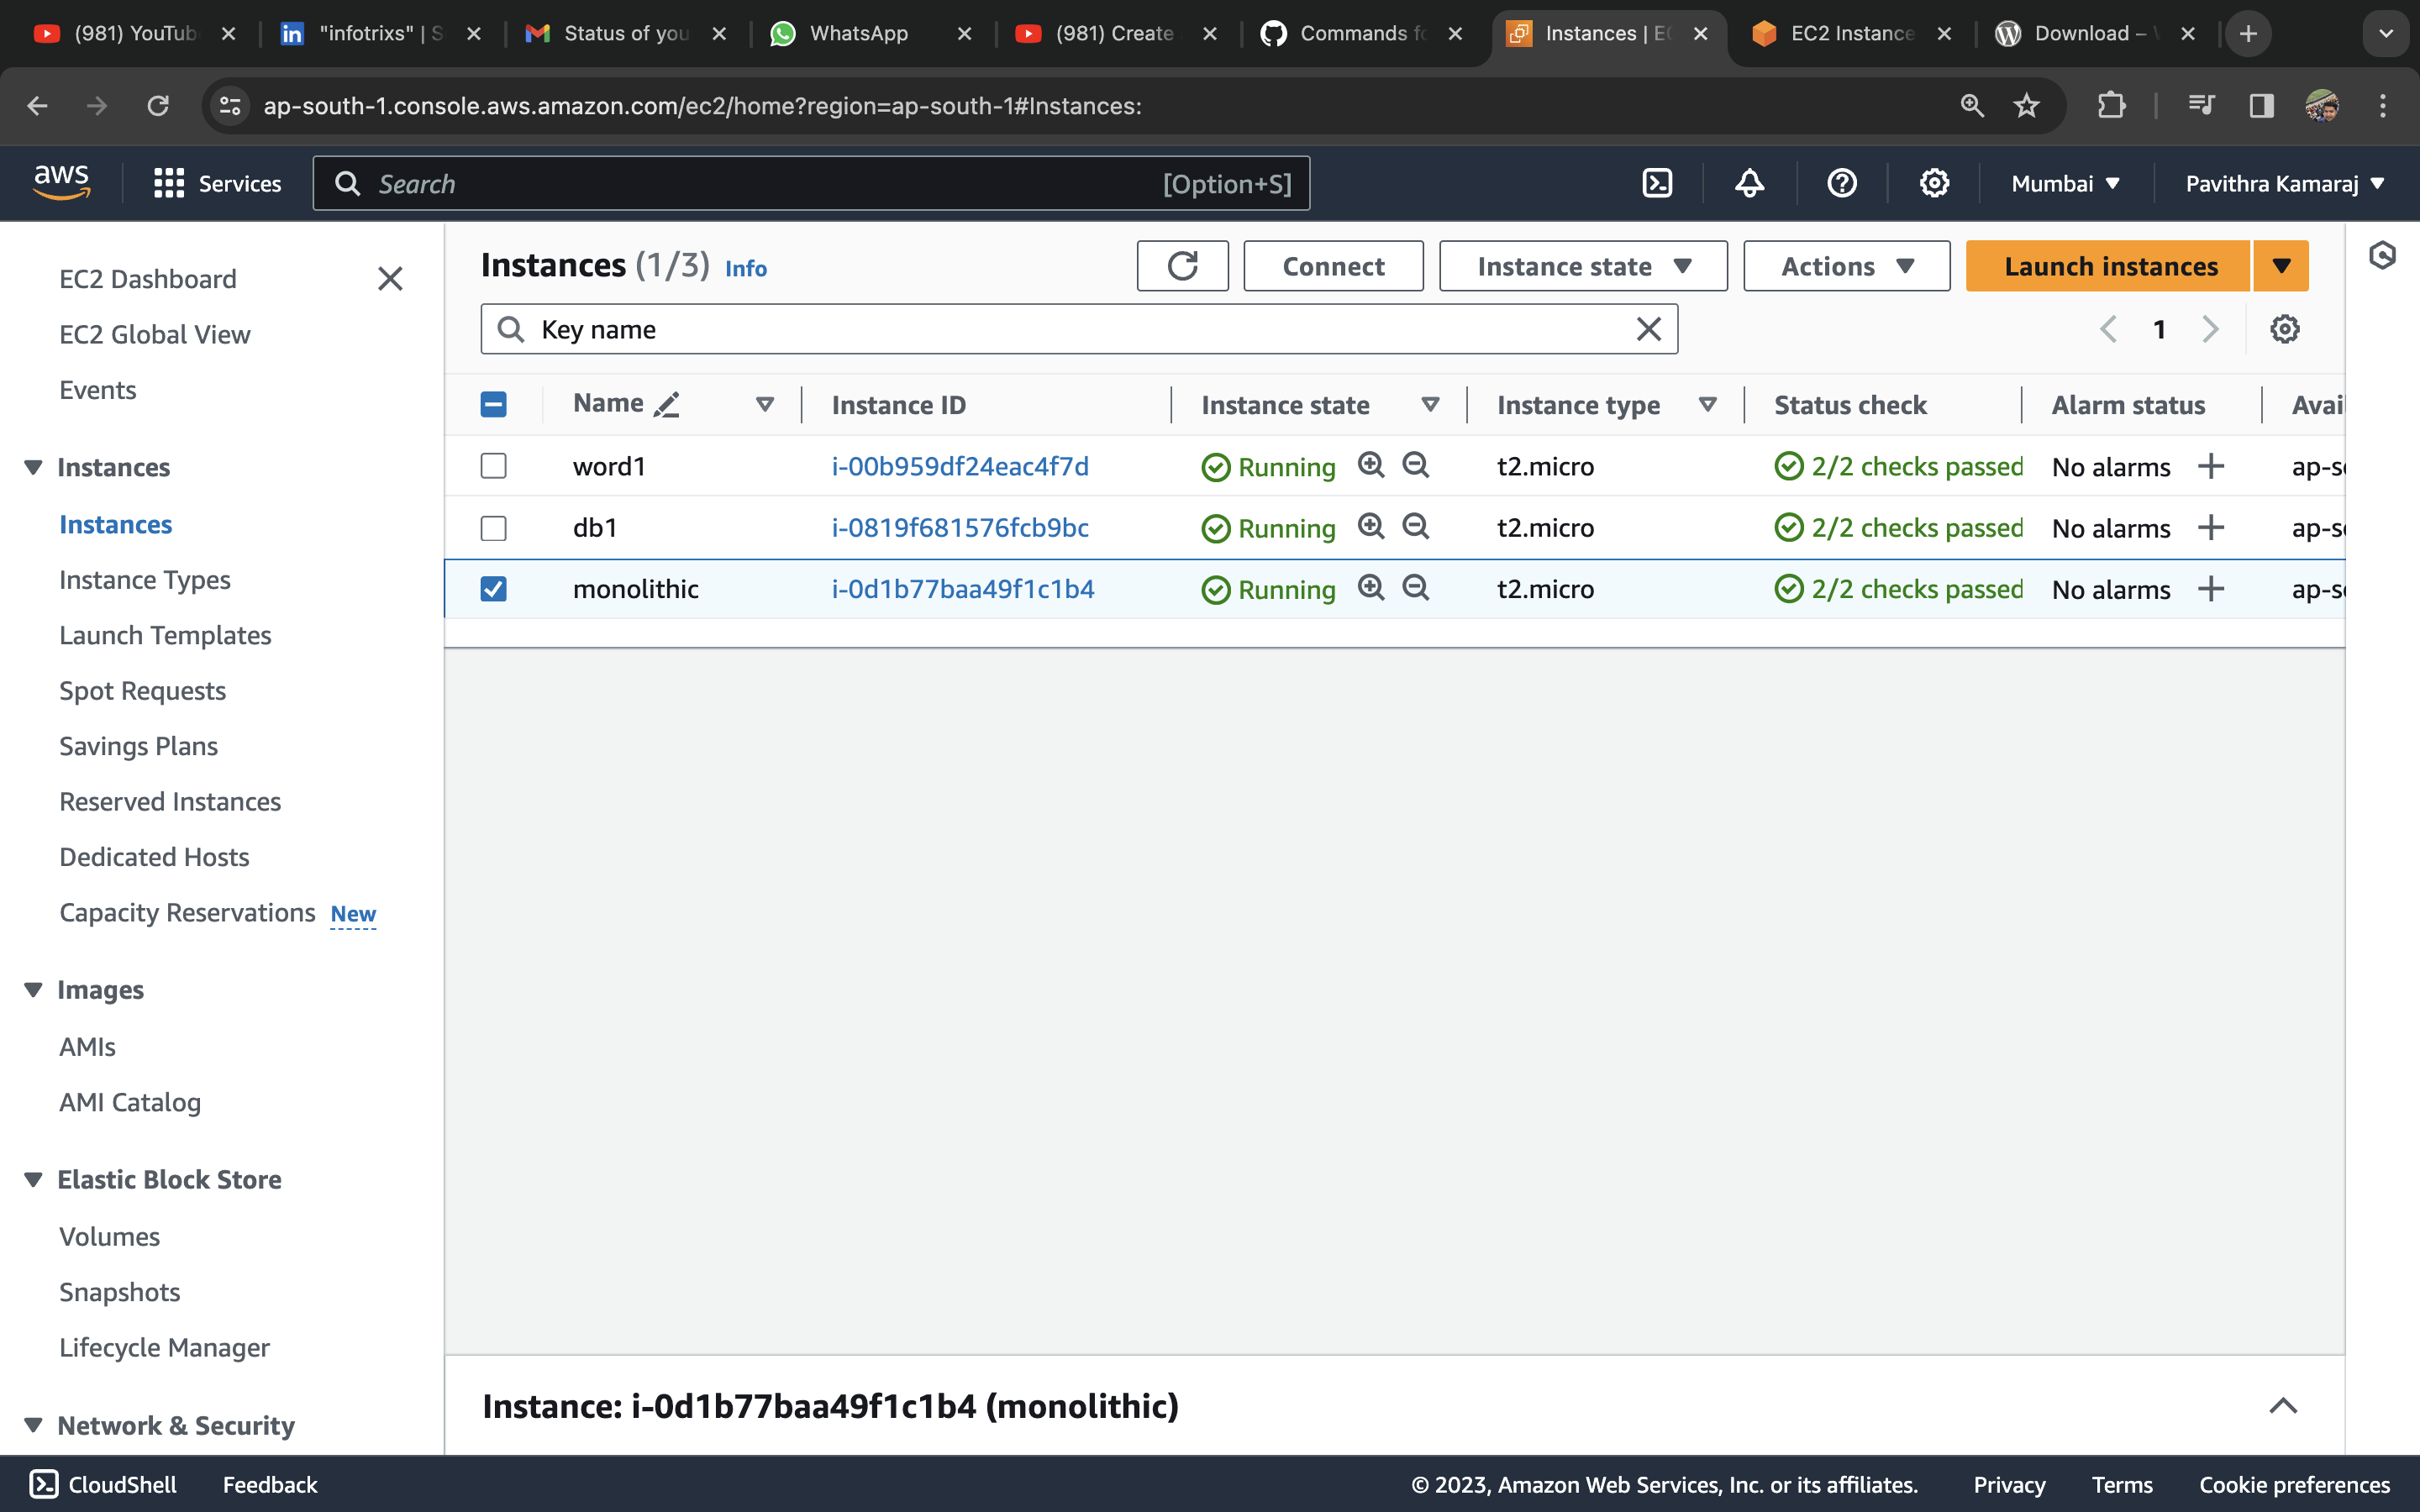 (981) YouTub
"infotrixs" | S
Status of you
WhatsApp
(981) Create
Commands fo
Instances | EC
EC2 Instance
Download –
ap-south-1.console.aws.amazon.com/ec2/home?region=ap-south-1#Instances:
aws
Services
Search
[Option+S]
Mumbai
Pavithra Kamaraj
EC2 Dashboard
EC2 Global View
Events
Instances
Instances
Instance Types
Launch Templates
Spot Requests
Savings Plans
Reserved Instances
Dedicated Hosts
Capacity Reservations New
Images
AMIs
AMI Catalog
Elastic Block Store
Volumes
Snapshots
Lifecycle Manager
Network & Security
Instances (1/3) Info
Connect
Instance state
Actions
Launch instances
Key name
1
Name Instance ID Instance state Instance type Status check Alarm status Avai
word1 i-00b959df24eac4f7d Running t2.micro 2/2 checks passed No alarms ap-so
db1 i-0819f681576fcb9bc Running t2.micro 2/2 checks passed No alarms ap-so
monolithic i-0d1b77baa49f1c1b4 Running t2.micro 2/2 checks passed No alarms ap-so
Instance: i-0d1b77baa49f1c1b4 (monolithic)
CloudShell
Feedback
© 2023, Amazon Web Services, Inc. or its affiliates.
Privacy
Terms
Cookie preferences